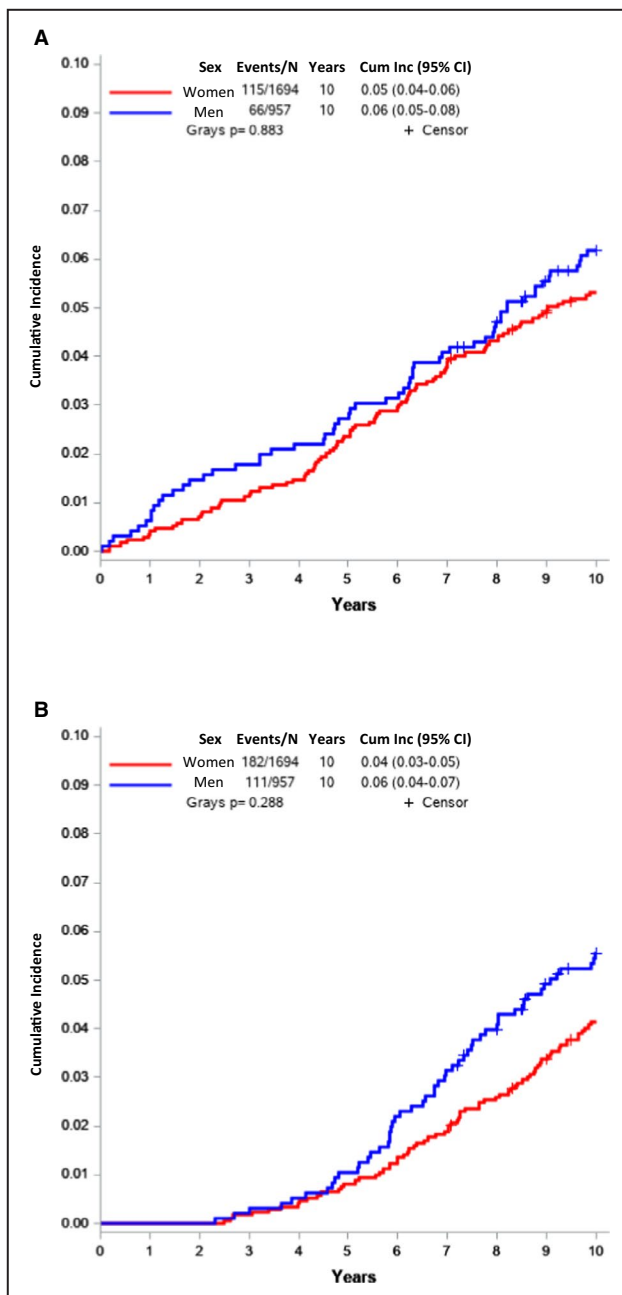 A
Sex Events/N Years Cum Inc (95% CI)
Women 115/1694 10 0.05 (0.04-0.06)
Men 66/957 10 0.06 (0.05-0.08)
Grays p= 0.883 + Censor
0.10
0.09
0.08
0.07
0.06
0.05
0.04
0.03
0.02
0.01
0.00
Cumulative Incidence
0 1 2 3 4 5 6 7 8 9 10
Years
B
Sex Events/N Years Cum Inc (95% CI)
Women 182/1694 10 0.04 (0.03-0.05)
Men 111/957 10 0.06 (0.04-0.07)
Grays p= 0.288 + Censor
0.10
0.09
0.08
0.07
0.06
0.05
0.04
0.03
0.02
0.01
0.00
Cumulative Incidence
0 1 2 3 4 5 6 7 8 9 10
Years